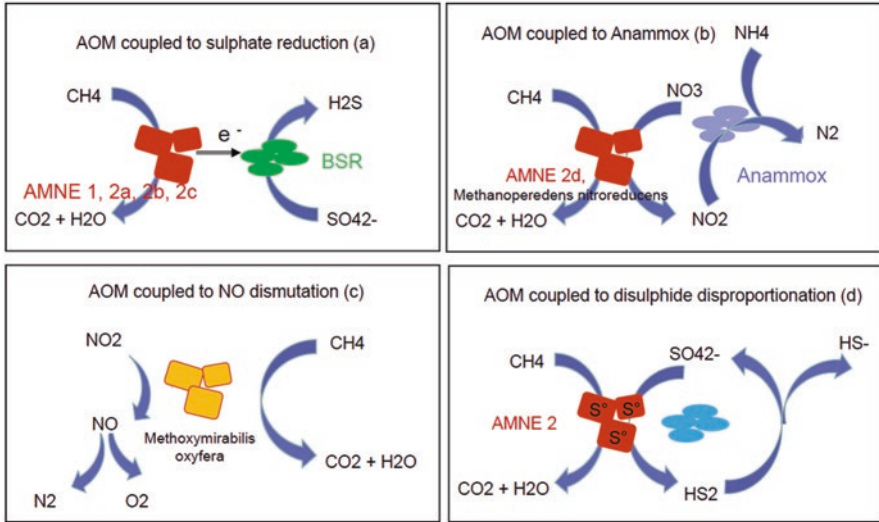 AOM coupled to sulphate reduction (a)
CH4
H2S
e -
BSR
AMNE 1, 2a, 2b, 2c
CO2 + H2O
SO42-
AOM coupled to Anammox (b)
NH4
CH4
NO3
N2
AMNE 2d,
Anammox
Methanoperedens nitroreducens
CO2 + H2O
NO2
AOM coupled to NO dismutation (c)
NO2
CH4
NO
Methoxymirabilis
oxyfera
CO2 + H2O
N2
O2
AOM coupled to disulphide disproportionation (d)
CH4
SO42-
HS-
S°
S°
AMNE 2
S°
CO2 + H2O
HS2